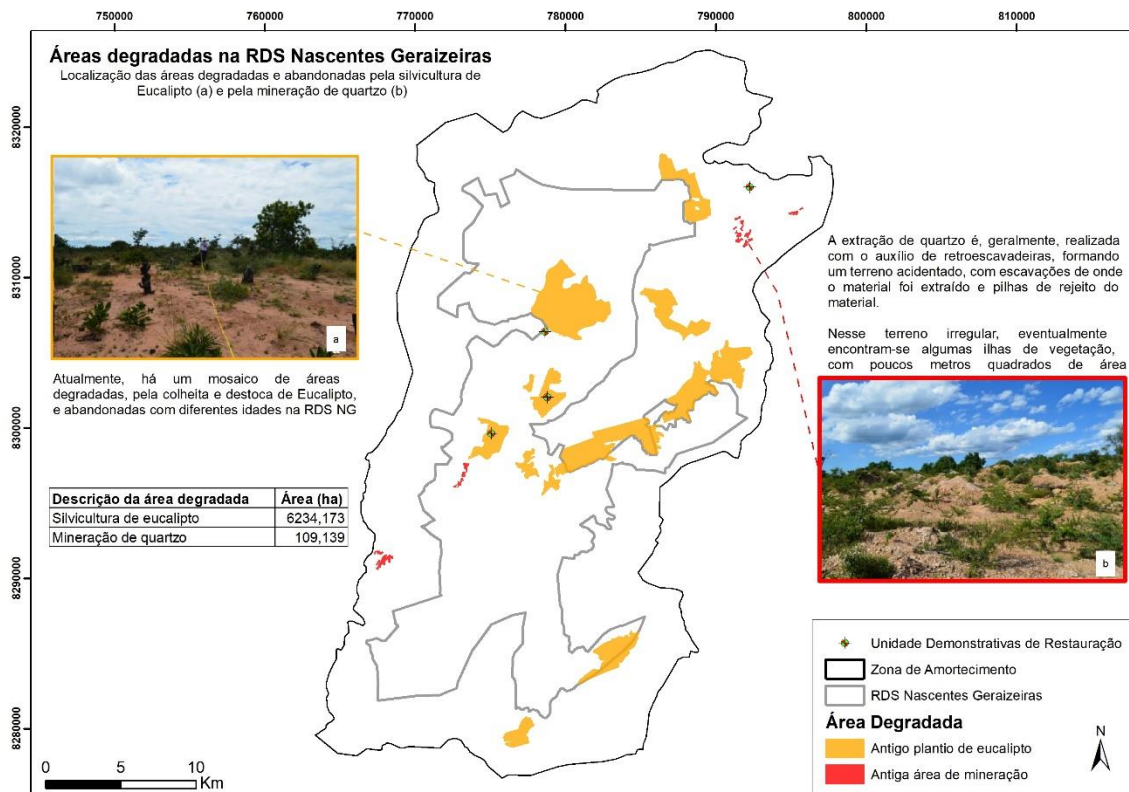 750000 760000 770000 780000 790000 800000 810000
Áreas degradadas na RDS Nascentes Geraizeiras
Localização das áreas degradadas e abandonadas pela silvicultura de
Eucalipto (a) e pela mineração de quartzo (b)
8320000
8310000
8300000
8290000
8280000
a
Atualmente, há um mosaico de áreas
degradadas, pela colheita e destoca de Eucalipto,
e abandonadas com diferentes idades na RDS NG
Descrição da área degradada Área (ha)
Silvicultura de eucalipto 6234,173
Mineração de quartzo 109,139
A extração de quartzo é, geralmente, realizada
com o auxílio de retroescavadeiras, formando
um terreno acidentado, com escavações de onde
o material foi extraído e pilhas de rejeito do
material.
Nesse terreno irregular, eventualmente
encontram-se algumas ilhas de vegetação,
com poucos metros quadrados de área
b
Unidade Demonstrativas de Restauração
Zona de Amortecimento
RDS Nascentes Geraizeiras
Área Degradada
Antigo plantio de eucalipto
Antiga área de mineração
N
0 5 10
Km